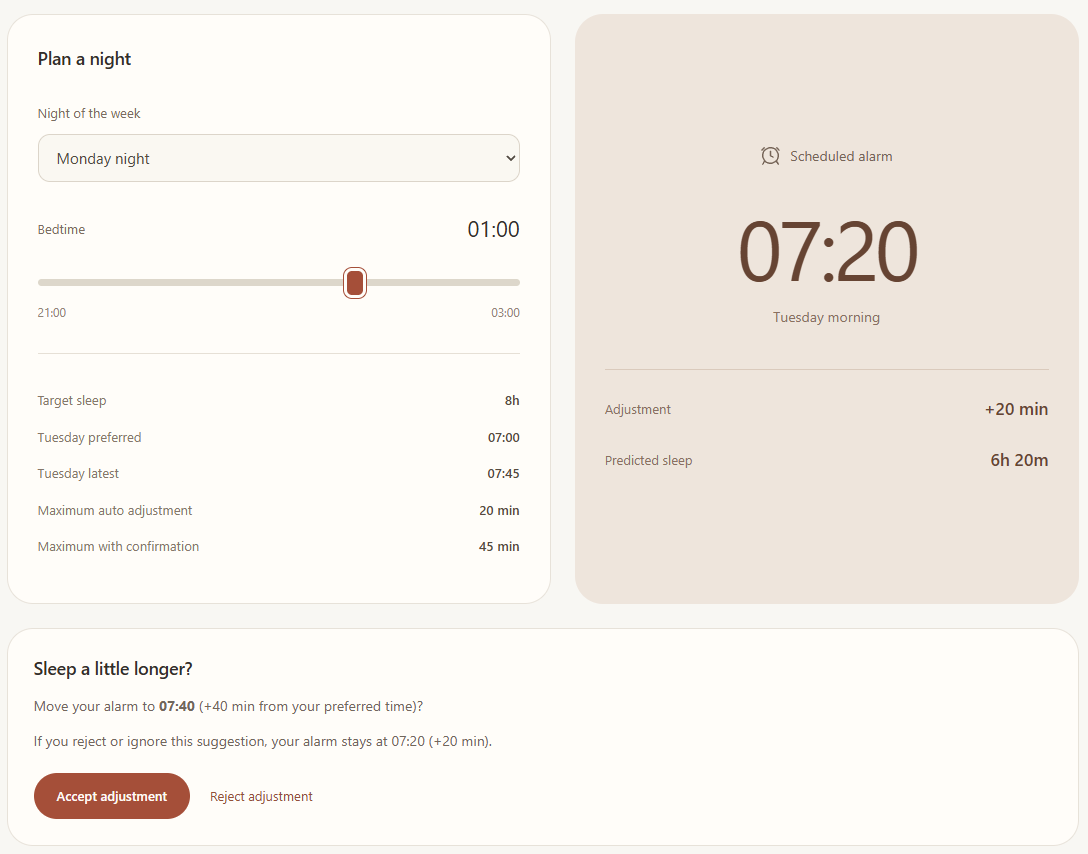 Plan a night
Night of the week
Monday night
Bedtime 01:00
21:00 03:00
Target sleep 8h
Tuesday preferred 07:00
Tuesday latest 07:45
Maximum auto adjustment 20 min
Maximum with confirmation 45 min
Scheduled alarm
07:20
Tuesday morning
Adjustment +20 min
Predicted sleep 6h 20m
Sleep a little longer?
Move your alarm to 07:40 (+40 min from your preferred time)?
If you reject or ignore this suggestion, your alarm stays at 07:20 (+20 min).
Accept adjustment Reject adjustment